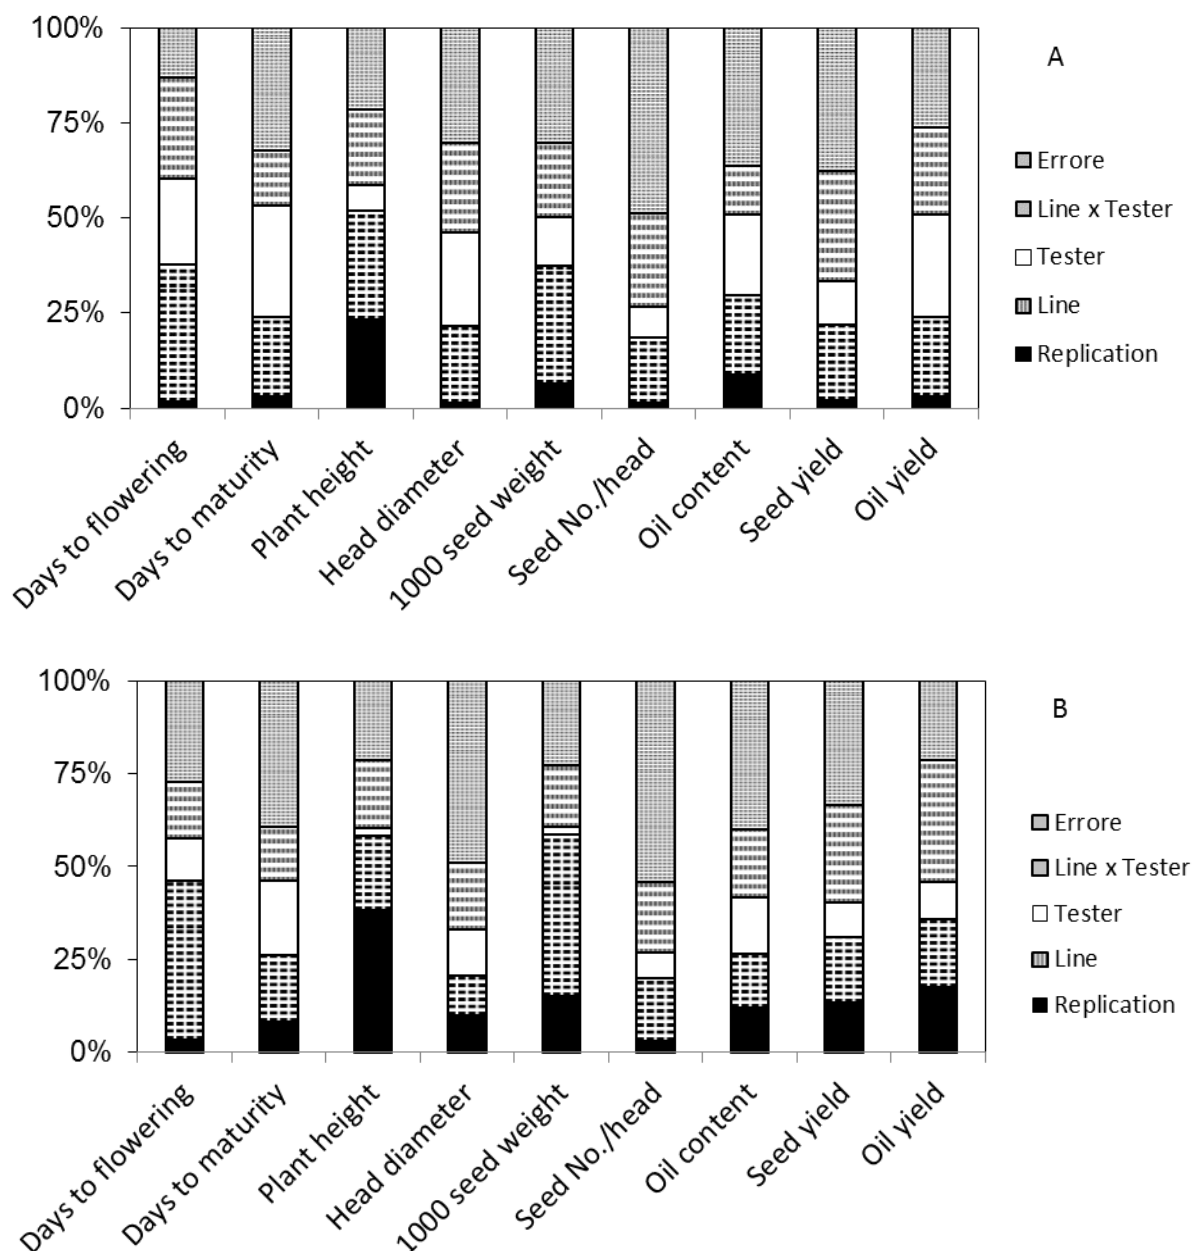 100%
75%
50%
25%
0%
A
Errore
Line x Tester
Tester
Line
Replication
Days to flowering
Days to maturity
Plant height
Head diameter
1000 seed weight
Seed No./head
Oil content
Seed yield
Oil yield
100%
75%
50%
25%
0%
B
Errore
Line x Tester
Tester
Line
Replication
Days to flowering
Days to maturity
Plant height
Head diameter
1000 seed weight
Seed No./head
Oil content
Seed yield
Oil yield